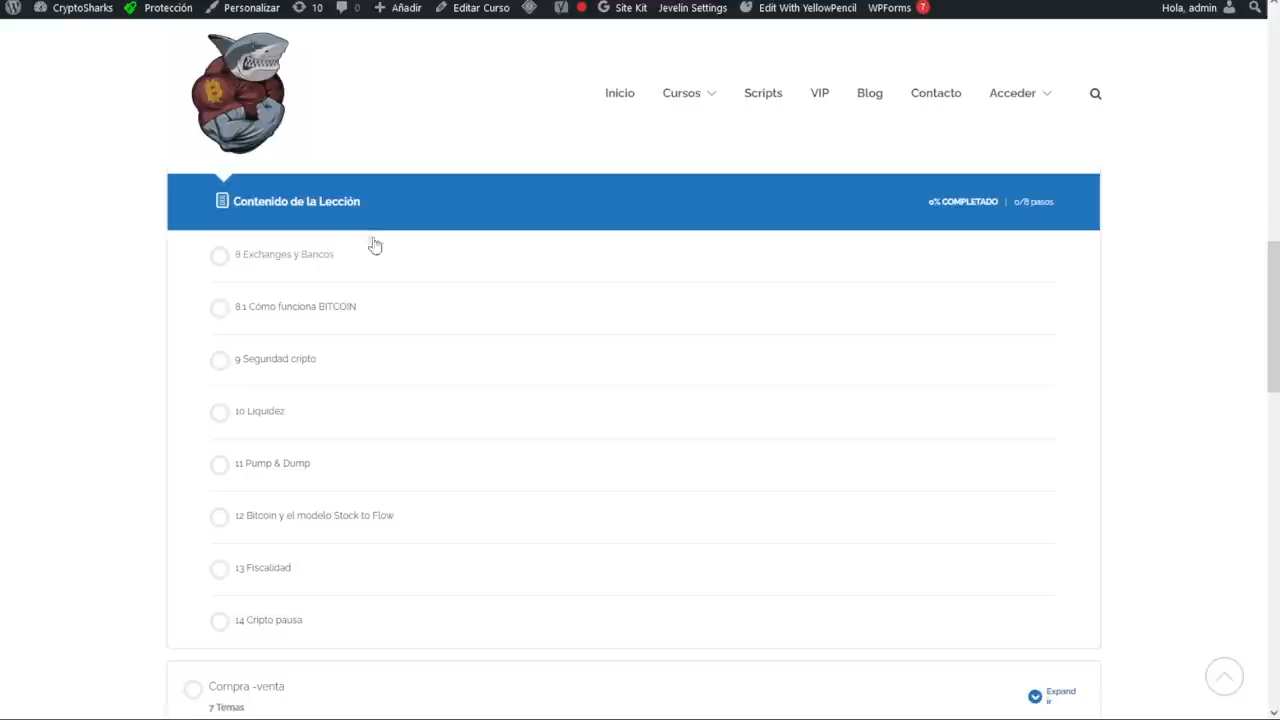 CryptoSharks Protección Personalizar 10 0 Añadir Editar Curso Site Kit Jevelin Settings Edit With YellowPencil WPForms 7 Hola, admin
Inicio Cursos Scripts VIP Blog Contacto Acceder
Contenido de la Lección 0% COMPLETADO | 0/8 pasos
8 Exchanges y Bancos
8.1 Cómo funciona BITCOIN
9 Seguridad cripto
10 Liquidez
11 Pump & Dump
12 Bitcoin y el modelo Stock to Flow
13 Fiscalidad
14 Cripto pausa
Compra -venta
7 Temas
Expand
ir